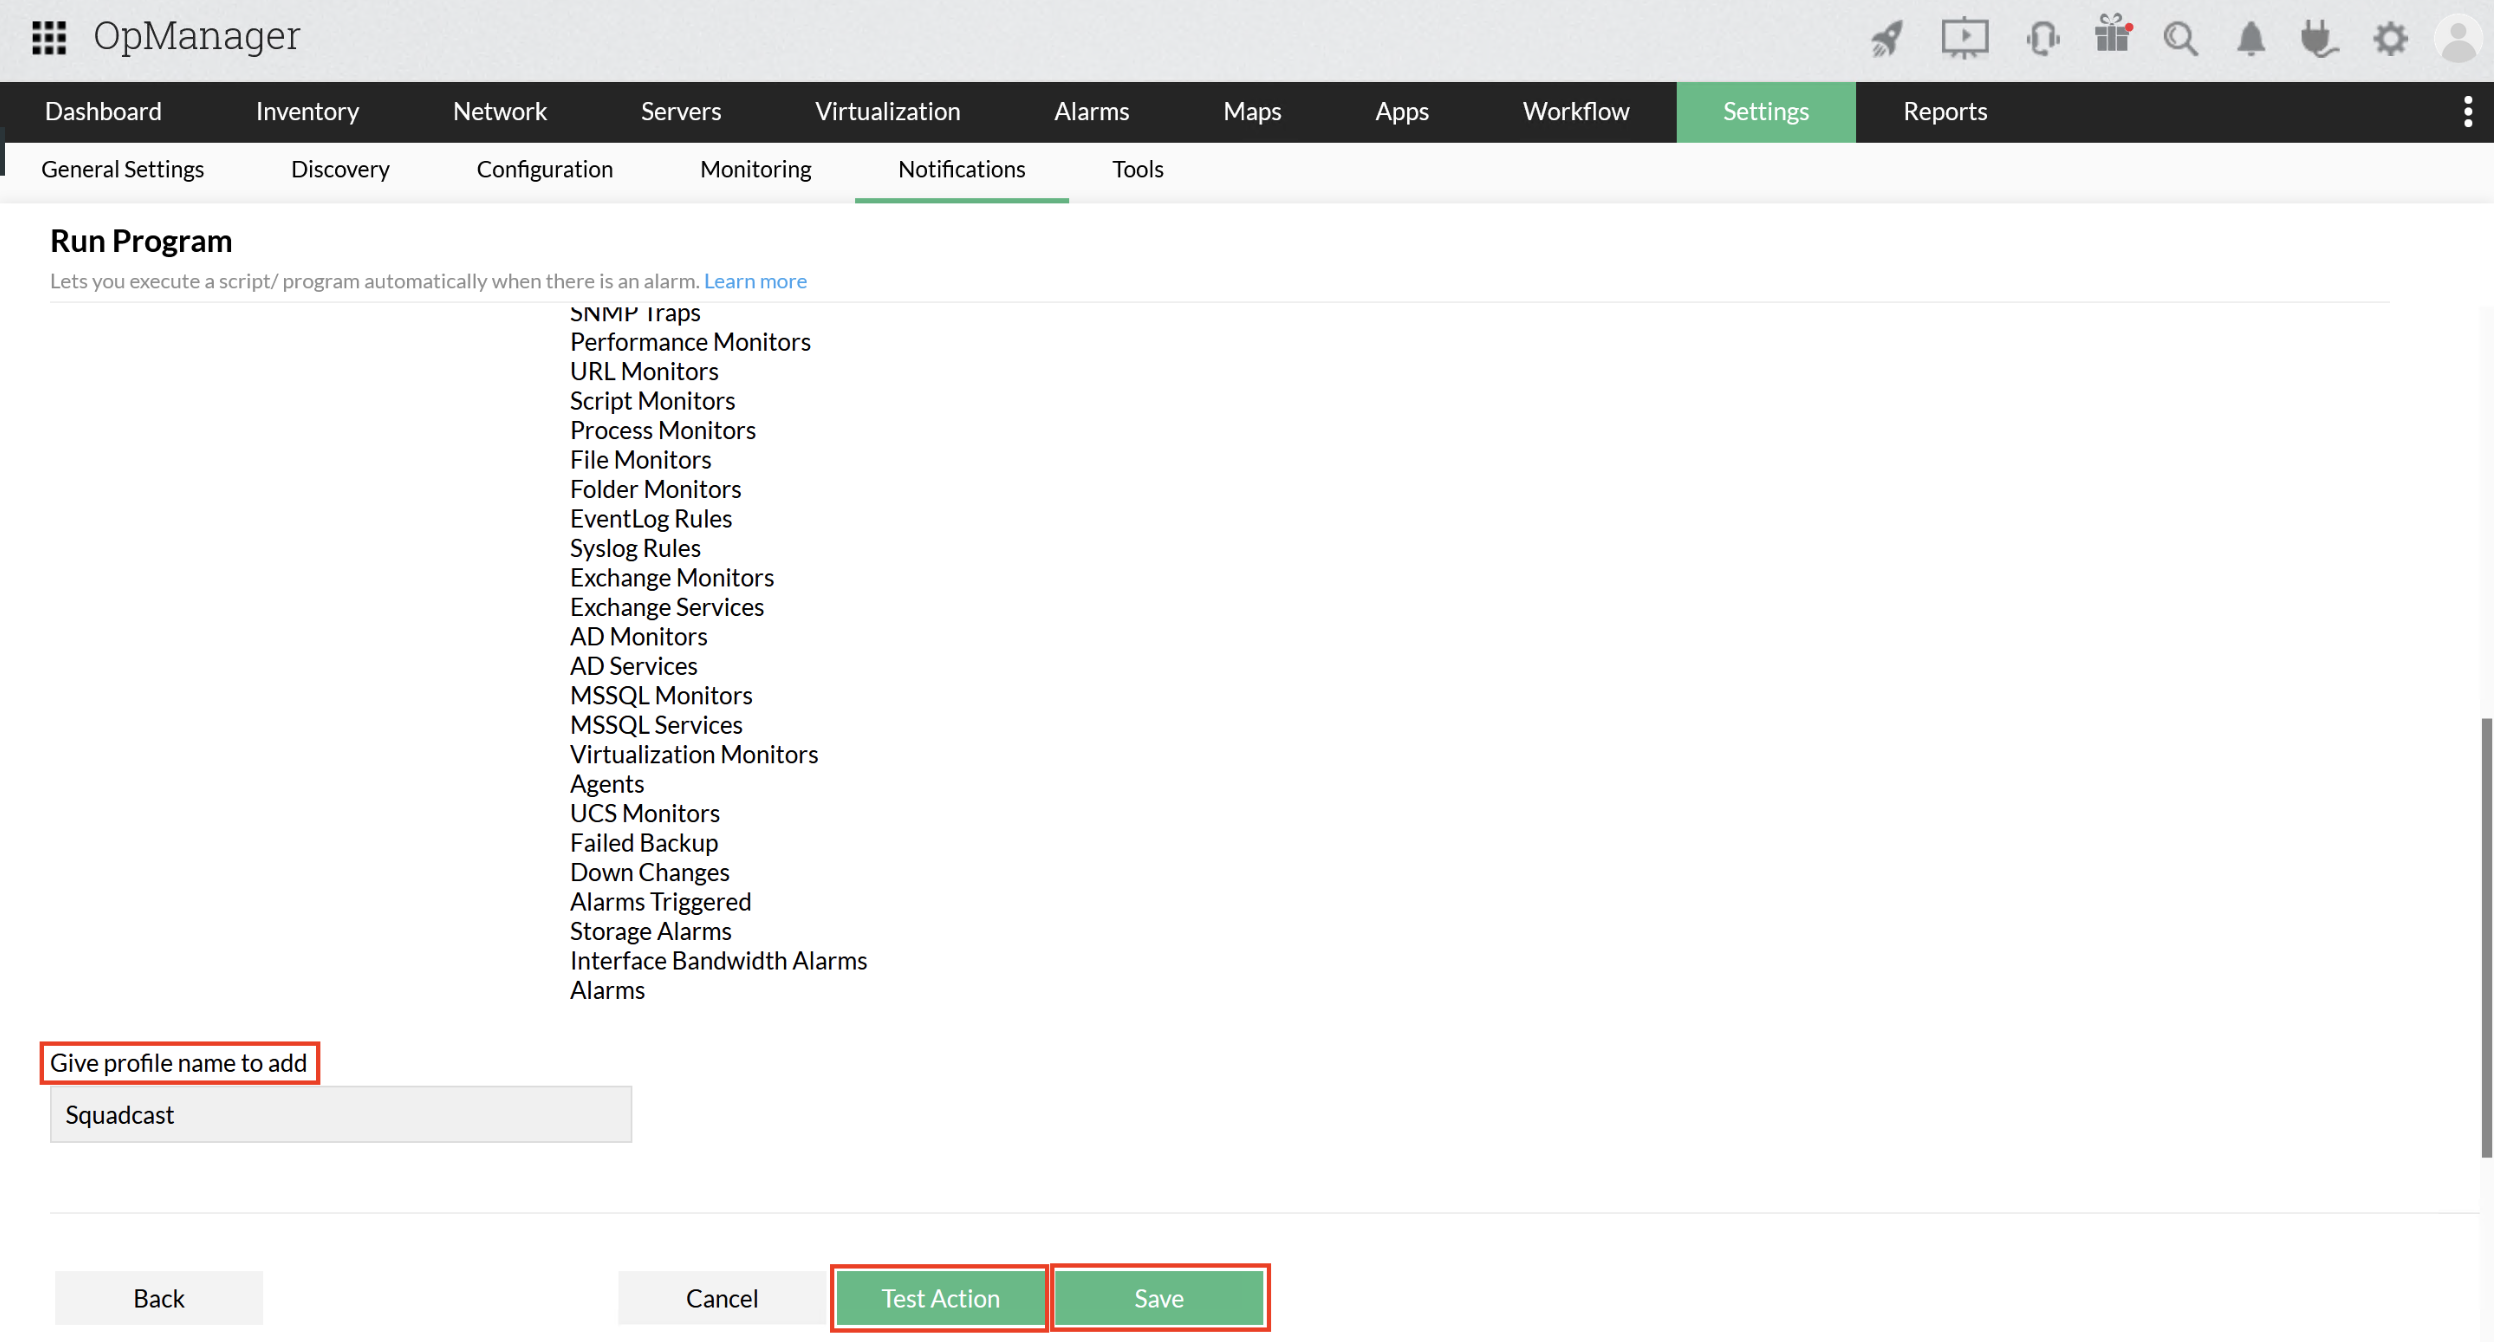 OpManager
Dashboard Inventory Network Servers Virtualization Alarms Maps Apps Workflow Settings Reports
General Settings Discovery Configuration Monitoring Notifications Tools
Run Program
Lets you execute a script/ program automatically when there is an alarm. Learn more
SNMP Traps
Performance Monitors
URL Monitors
Script Monitors
Process Monitors
File Monitors
Folder Monitors
EventLog Rules
Syslog Rules
Exchange Monitors
Exchange Services
AD Monitors
AD Services
MSSQL Monitors
MSSQL Services
Virtualization Monitors
Agents
UCS Monitors
Failed Backup
Down Changes
Alarms Triggered
Storage Alarms
Interface Bandwidth Alarms
Alarms
Give profile name to add
Squadcast
Back Cancel Test Action Save